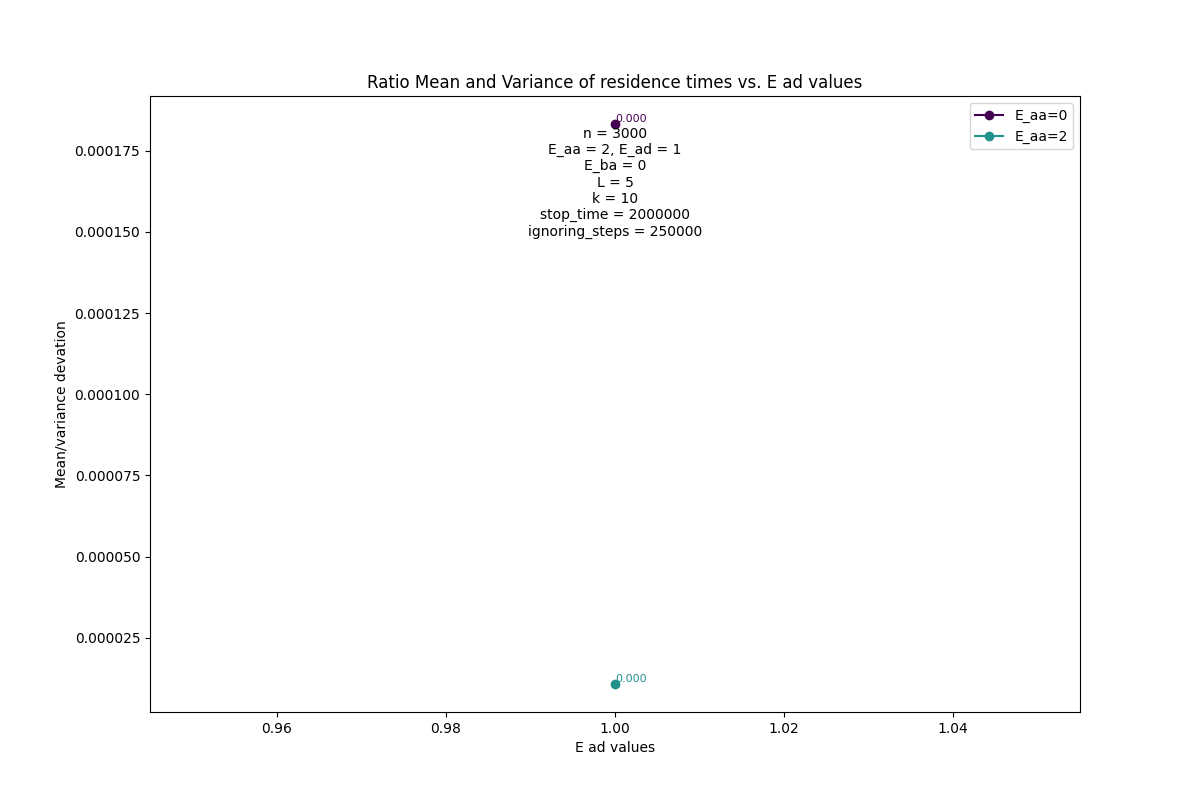 Ratio Mean and Variance of residence times vs. E ad values
E_aa=0
E_aa=2
0.000
n = 3000
E_aa = 2, E_ad = 1
E_ba = 0
L = 5
k = 10
stop_time = 2000000
ignoring_steps = 250000
0.000175
0.000150
0.000125
0.000100
0.000075
0.000050
0.000025
Mean/variance devation
0.000
0.96
0.98
1.00
1.02
1.04
E ad values